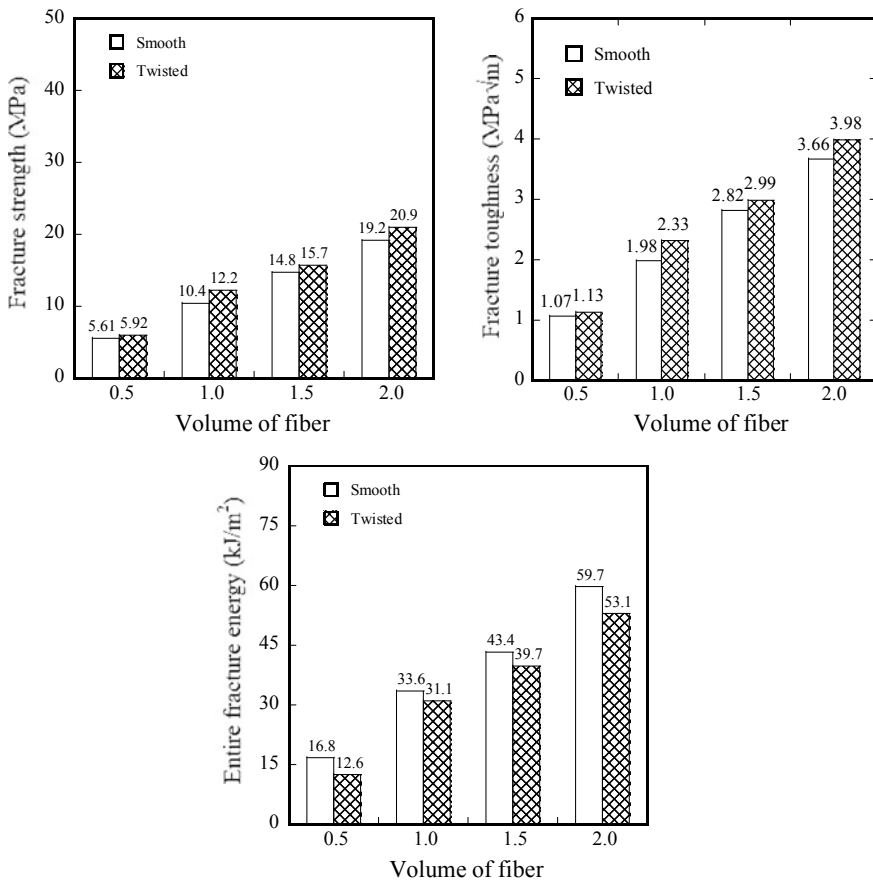 50
40
30
20
10
0
Fracture strength (MPa)
Smooth
Twisted
5.61 5.92
10.4 12.2
14.8 15.7
19.2 20.9
0.5 1.0 1.5 2.0
Volume of fiber
6
5
4
3
2
1
0
Fracture toughness (MPa√m)
Smooth
Twisted
1.07 1.13
1.98 2.33
2.82 2.99
3.66 3.98
0.5 1.0 1.5 2.0
Volume of fiber
90
75
60
45
30
15
0
Entire fracture energy (kJ/m²)
Smooth
Twisted
16.8 12.6
33.6 31.1
43.4 39.7
59.7 53.1
0.5 1.0 1.5 2.0
Volume of fiber